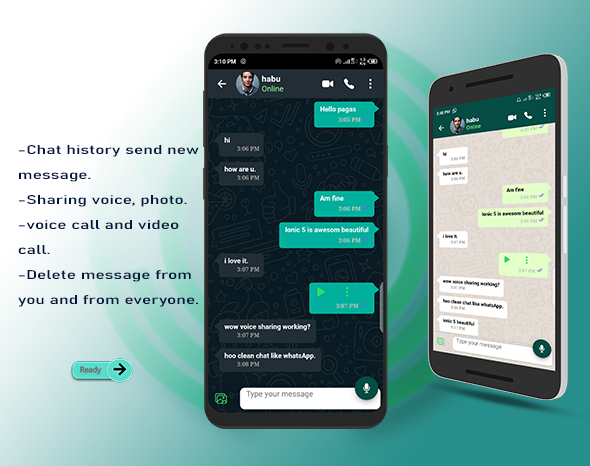 -Chat history send new
message.
-Sharing voice, photo.
-voice call and video
call.
-Delete message from
you and from everyone.
Ready
3:10 PM
habu
Online
Hello pagas
3:05 PM
hi
3:06 PM
how are u.
3:06 PM
Am fine
3:06 PM
Ionic 5 is awesom beautiful
3:06 PM
i love it.
3:07 PM
3:07 PM
wow voice sharing working?
3:07 PM
hoo clean chat like whatsApp.
3:08 PM
Type your message
habu
Online
3:05 PM
hi
3:06 PM
how are u.
3:06 PM
Am fine
3:06 PM
Ionic 5 is awesom beautiful
3:06 PM
i love it.
3:07 PM
3:07 PM
wow voice sharing working?
3:07 PM
hoo clean chat like whatsApp.
ionic 5 beautiful
Type your message